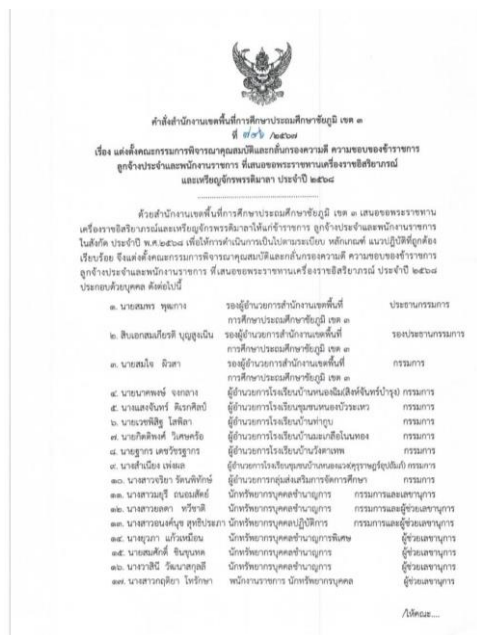 คำสั่งสำนักงานเขตพื้นที่การศึกษาประถมศึกษาชัยภูมิ เขต ๓
ที่ /๒๕๖๗
เรื่อง แต่งตั้งคณะกรรมการพิจารณาคุณสมบัติและกลั่นกรองความดี ความชอบของข้าราชการ
ลูกจ้างประจำและพนักงานราชการ ที่เสนอขอพระราชทานเครื่องราชอิสริยาภรณ์
และเหรียญจักรพรรดิมาลา ประจำปี ๒๕๖๘
ด้วยสำนักงานเขตพื้นที่การศึกษาประถมศึกษาชัยภูมิ เขต ๓ เสนอขอพระราชทาน
เครื่องราชอิสริยาภรณ์และเหรียญจักรพรรดิมาลาให้แก่ข้าราชการ ลูกจ้างประจำและพนักงานราชการ
ในสังกัด ประจำปี พ.ศ.๒๕๖๘ เพื่อให้การดำเนินการเป็นไปตามระเบียบ หลักเกณฑ์ แนวปฏิบัติที่ถูกต้อง
เรียบร้อย จึงแต่งตั้งคณะกรรมการพิจารณาคุณสมบัติและกลั่นกรองความดี ความชอบของข้าราชการ
ลูกจ้างประจำและพนักงานราชการ ที่เสนอขอพระราชทานเครื่องราชอิสริยาภรณ์ ประจำปี ๒๕๖๘
ประกอบด้วยบุคคล ดังต่อไปนี้
๑. นายสมพร พุฒกาง รองผู้อำนวยการสำนักงานเขตพื้นที่ ประธานกรรมการ
การศึกษาประถมศึกษาชัยภูมิ เขต ๓
๒. สิบเอกสมเกียรติ บุญสูงเนิน รองผู้อำนวยการสำนักงานเขตพื้นที่ รองประธานกรรมการ
การศึกษาประถมศึกษาชัยภูมิ เขต ๓
๓. นายสมใจ ผิวสา รองผู้อำนวยการสำนักงานเขตพื้นที่ กรรมการ
การศึกษาประถมศึกษาชัยภูมิ เขต ๓
๔. นายนาศพงษ์ จงกลาง ผู้อำนวยการโรงเรียนบ้านหนองฉิม(สิงห์จันทร์บำรุง) กรรมการ
๕. นางแสงจันทร์ ดิเรกศิลป์ ผู้อำนวยการโรงเรียนชุมชนหนองบัวระเหว กรรมการ
๖. นายเวชพิสิฐ โสพิลา ผู้อำนวยการโรงเรียนบ้านท่ากูบ กรรมการ
๗. นายกิตติพงศ์ วิเศษครัอ ผู้อำนวยการโรงเรียนบ้านมะเกลือโนนทอง กรรมการ
๘. นายฐากร เดชวัชรฐากร ผู้อำนวยการโรงเรียนบ้านวังตาเทพ กรรมการ
๙. นางสำเนียง เพ่งผล ผู้อำนวยการโรงเรียนชุมชนบ้านหนองแวง(คุรุราษฎร์อุปถัมภ์) กรรมการ
๑๐. นางสาวจริยา รัตนพิทักษ์ ผู้อำนวยการกลุ่มส่งเสริมการจัดการศึกษา กรรมการ
๑๑. นางสาวมยุรี ถนอมสัตย์ นักทรัพยากรบุคคลชำนาญการ กรรมการและเลขานุการ
๑๒. นางสาวยลดา ทวีชาติ นักทรัพยากรบุคคลชำนาญการ กรรมการและผู้ช่วยเลขานุการ
๑๓. นางสาวอนงค์นุช สุทธิประภา นักทรัพยากรบุคคลปฏิบัติการ กรรมการและผู้ช่วยเลขานุการ
๑๔. นางยุวภา แก้วเหมือน นักทรัพยากรบุคคลชำนาญการพิเศษ ผู้ช่วยเลขานุการ
๑๕. นายสมศักดิ์ ชินขุนทด นักทรัพยากรบุคคลชำนาญการ ผู้ช่วยเลขานุการ
๑๖. นางวาสินี วัฒนาสกุลลี นักทรัพยากรบุคคลชำนาญการ ผู้ช่วยเลขานุการ
๑๗. นางสาวกฤติยา โทรักษา พนักงานราชการ นักทรัพยากรบุคคล ผู้ช่วยเลขานุการ
/ให้คณะ....